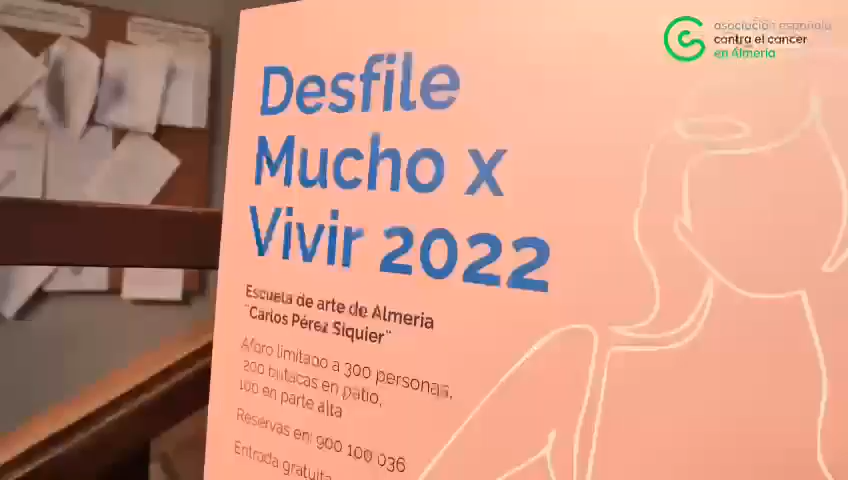 asociación española
contra el cáncer
en Almería
Desfile
Mucho x
Vivir 2022
Escuela de arte de Almería
"Carlos Pérez Siquier"
Aforo limitado a 300 personas,
200 butacas en patio,
100 en parte alta
Reservas en: 900 100 036
Entrada gratuita